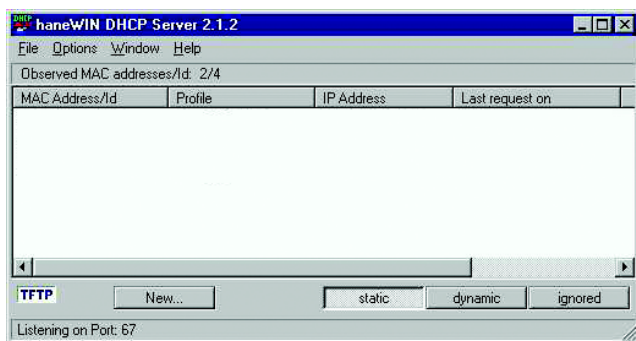 DHCP haneWIN DHCP Server 2.1.2
File Options Window Help
Observed MAC addresses/Id: 2/4
MAC Address/Id Profile IP Address Last request on
TFTP New... static dynamic ignored
Listening on Port: 67